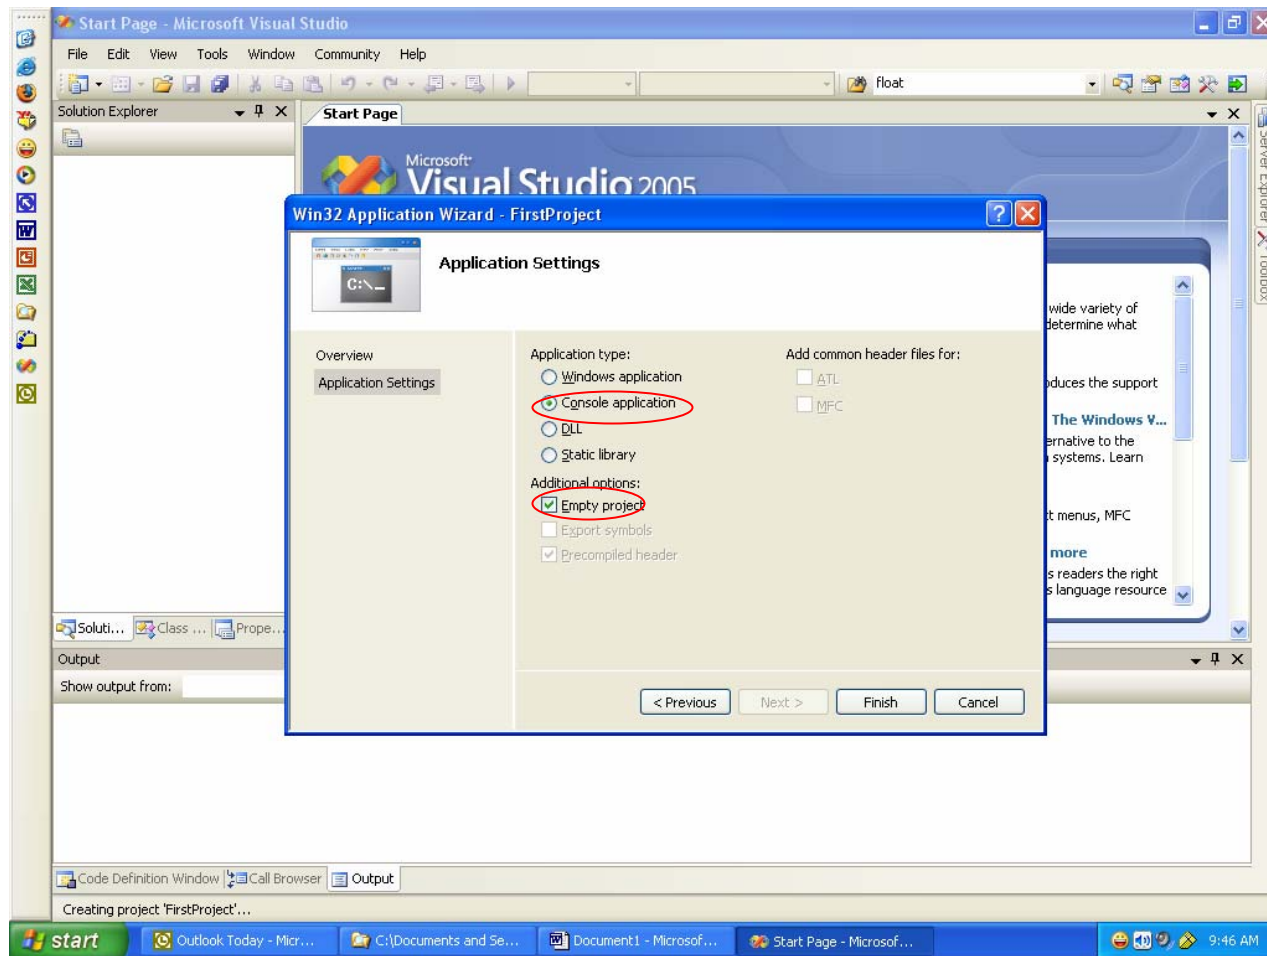 Start Page - Microsoft Visual Studio
File Edit View Tools Window Community Help
float
Solution Explorer
Start Page
Microsoft
Visual Studio 2005
Server Explorer
Toolbox
Win32 Application Wizard - FirstProject
C:\_
Application Settings
Overview
Application Settings
Application type:
Windows application
Console application
DLL
Static library
Additional options:
Empty project
Export symbols
Precompiled header
Add common header files for:
ATL
MFC
< Previous Next > Finish Cancel
wide variety of
determine what
oduces the support
The Windows V...
ernative to the
systems. Learn
t menus, MFC
more
s readers the right
s language resource
Soluti... Class ... Prope...
Output
Show output from:
Code Definition Window Call Browser Output
Creating project 'FirstProject'...
start Outlook Today - Micr... C:\Documents and Se... Document1 - Microsof... Start Page - Microsof... 9:46 AM